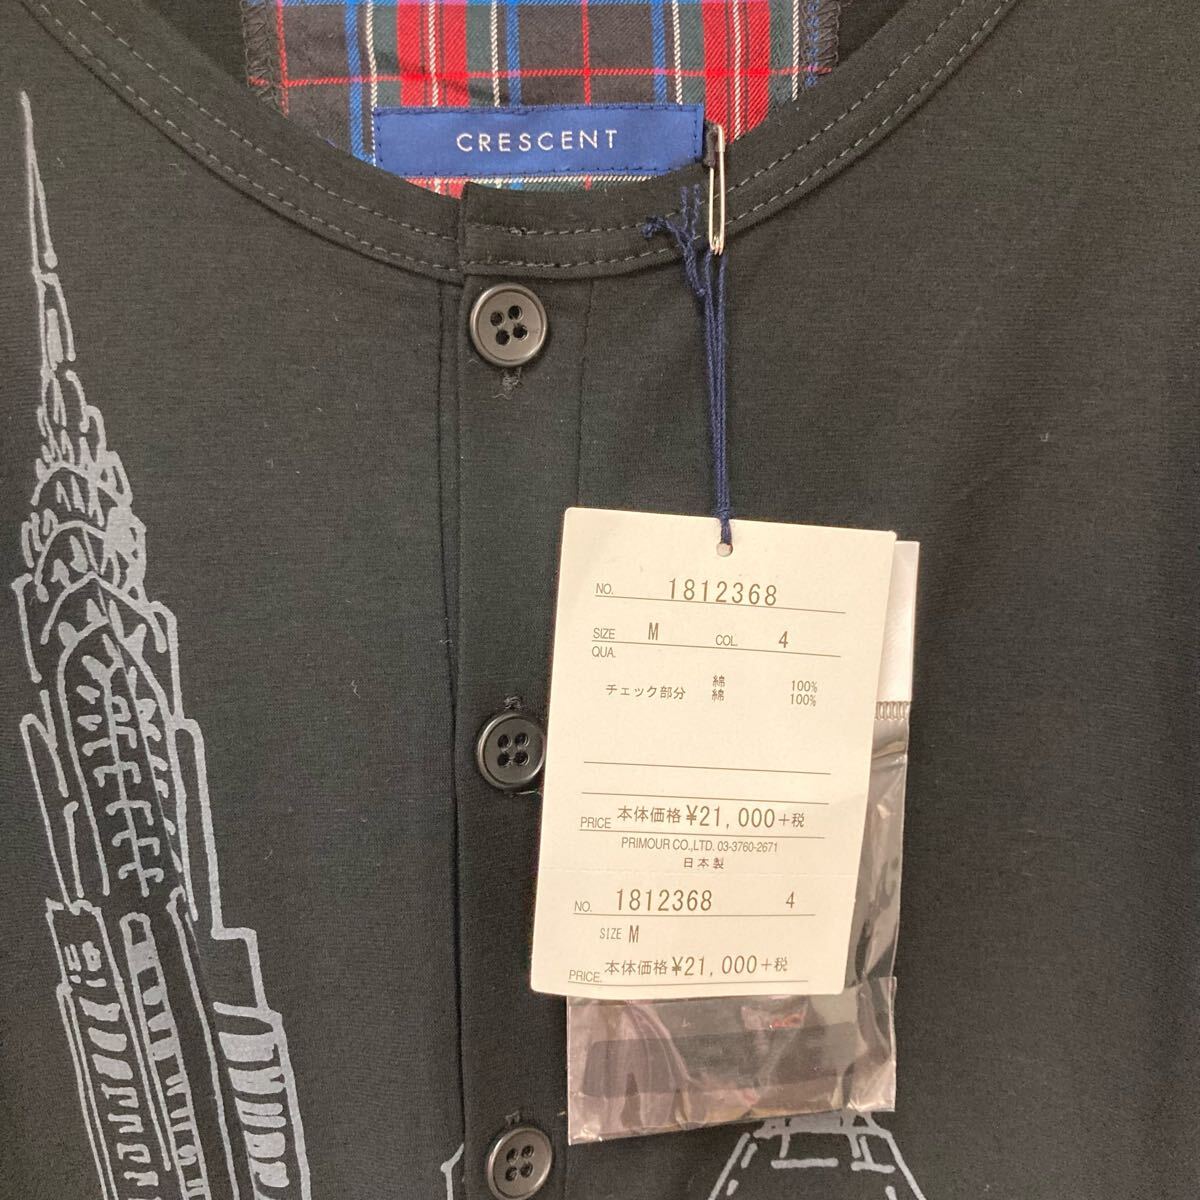 CRESCENT
NO. 1812368
SIZE M COL. 4
QUA.
綿 100%
チェック部分 綿 100%
PRICE 本体価格¥21,000+税
PRIMOUR CO.,LTD. 03-3760-2671
日本製
NO. 1812368 4
SIZE M
PRICE. 本体価格¥21,000+税